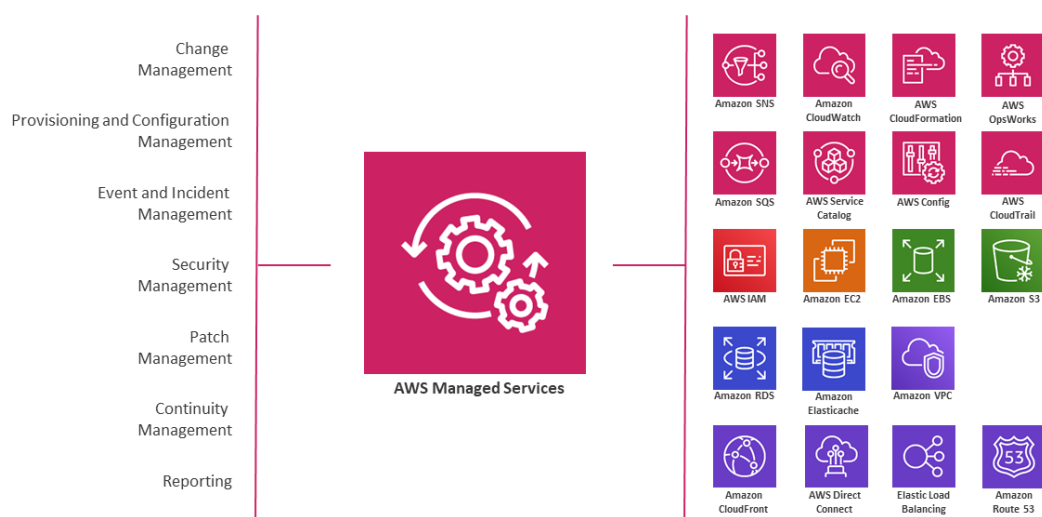 Change
Management
Provisioning and Configuration
Management
Event and Incident
Management
Security
Management
Patch
Management
Continuity
Management
Reporting
AWS Managed Services
Amazon SNS
Amazon
CloudWatch
AWS
CloudFormation
AWS
OpsWorks
Amazon SQS
AWS Service
Catalog
AWS Config
AWS
CloudTrail
AWS IAM
Amazon EC2
Amazon EBS
Amazon S3
Amazon RDS
Amazon
Elasticache
Amazon VPC
Amazon
CloudFront
AWS Direct
Connect
Elastic Load
Balancing
53
Amazon
Route 53